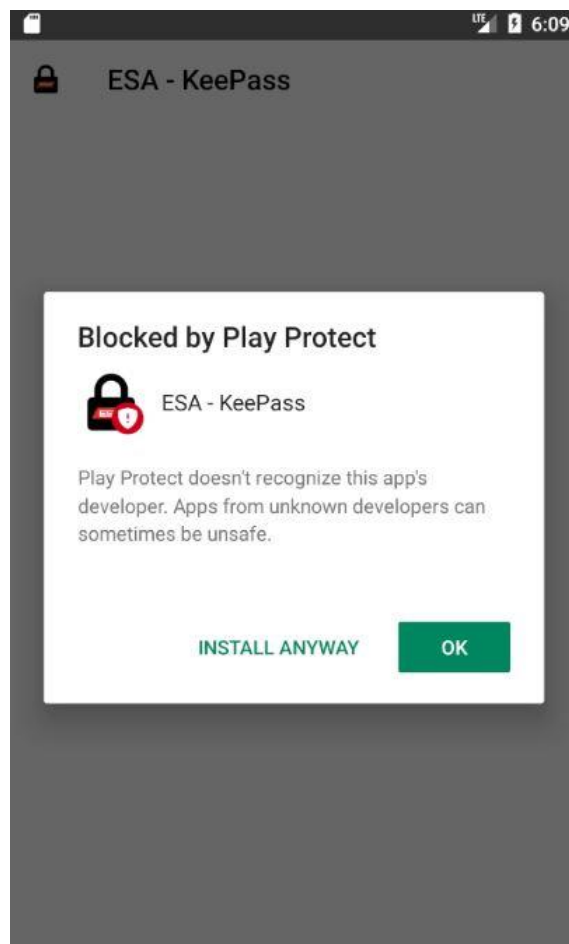 LTE 6:09
ESA - KeePass
Blocked by Play Protect
ESA - KeePass
Play Protect doesn't recognize this app's
developer. Apps from unknown developers can
sometimes be unsafe.
INSTALL ANYWAY OK